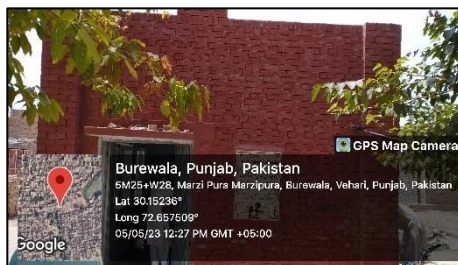 GPS Map Camera
Burewala, Punjab, Pakistan
5M25+W28, Marzi Pura Marzipura, Burewala, Vehari, Punjab, Pakistan
Lat 30.15236°
Long 72.657509°
05/05/23 12:27 PM GMT +05:00
Google